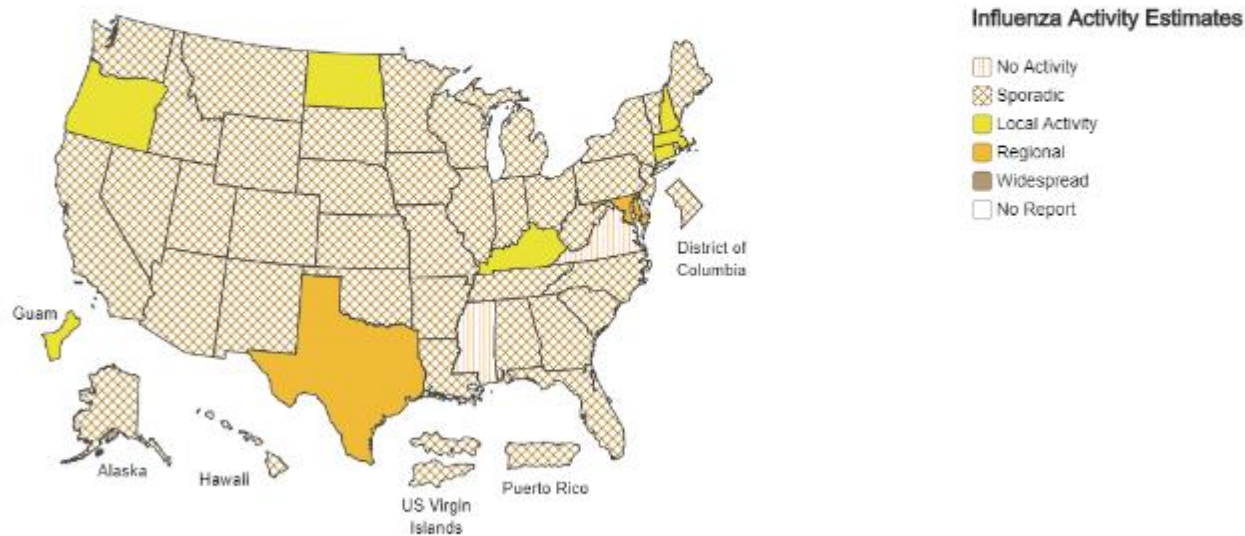 Influenza Activity Estimates
No Activity
Sporadic
Local Activity
Regional
Widespread
No Report
District of
Columbia
Guam
Alaska
Hawaii
US Virgin
Islands
Puerto Rico